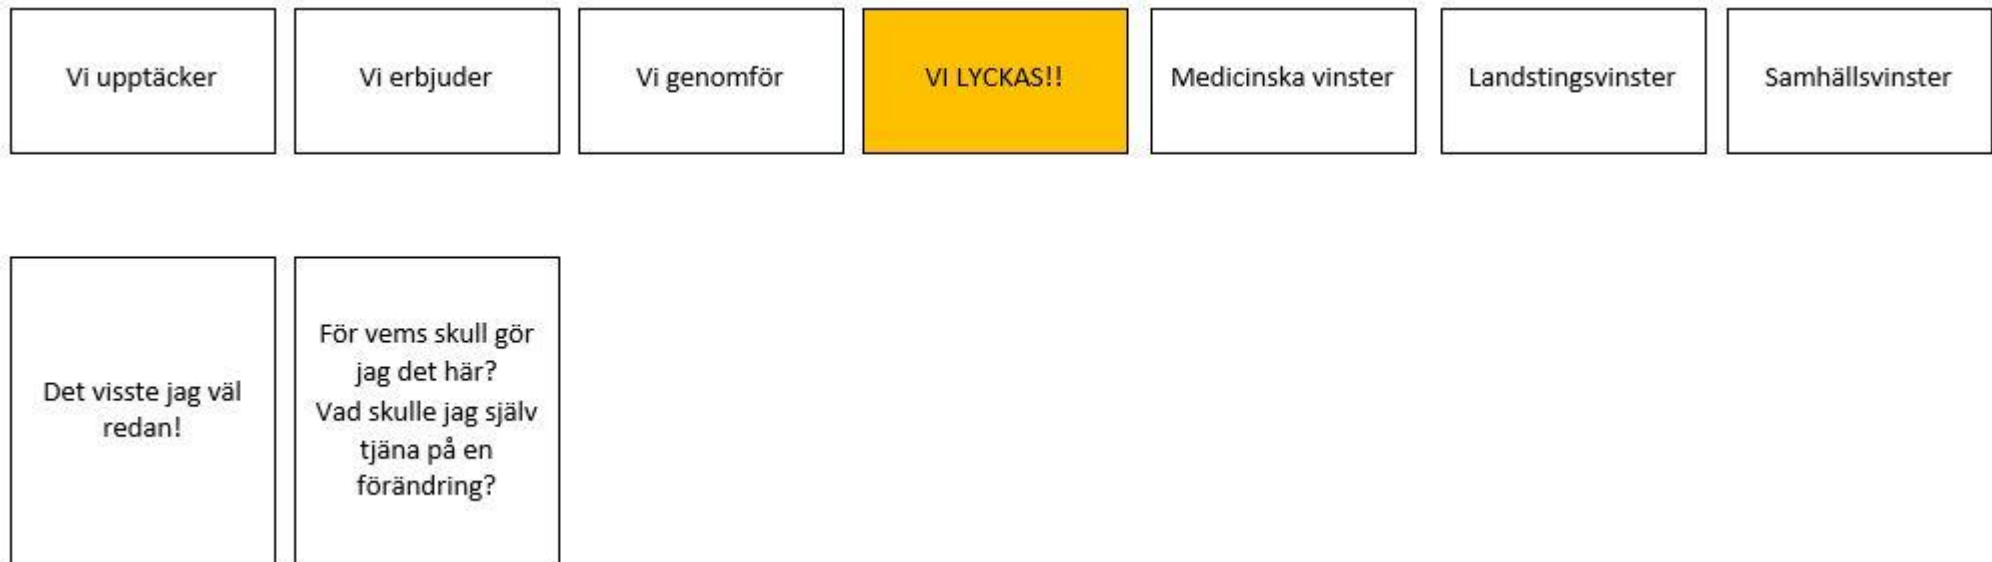 Vi upptäcker
Vi erbjuder
Vi genomför
VI LYCKAS!!
Medicinska vinster
Landstingsvinster
Samhällsvinster
Det visste jag väl
redan!
För vems skull gör
jag det här?
Vad skulle jag själv
tjäna på en
förändring?